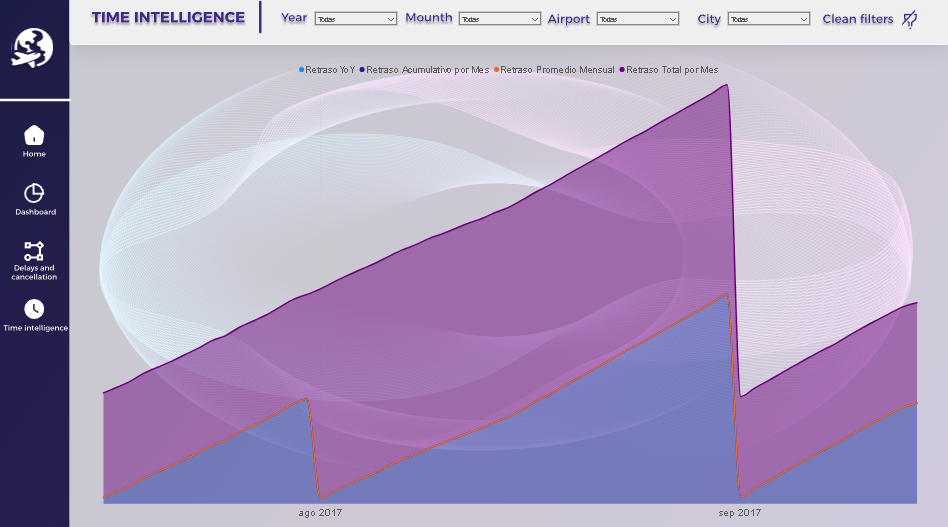 TIME INTELLIGENCE
Year Todas Mounth Todas Airport Todas City Todas Clean filters
Retraso YoY Retraso Acumulativo por Mes Retraso Promedio Mensual Retraso Total por Mes
Home
Dashboard
Delays and
cancellation
Time intelligence
ago 2017 sep 2017